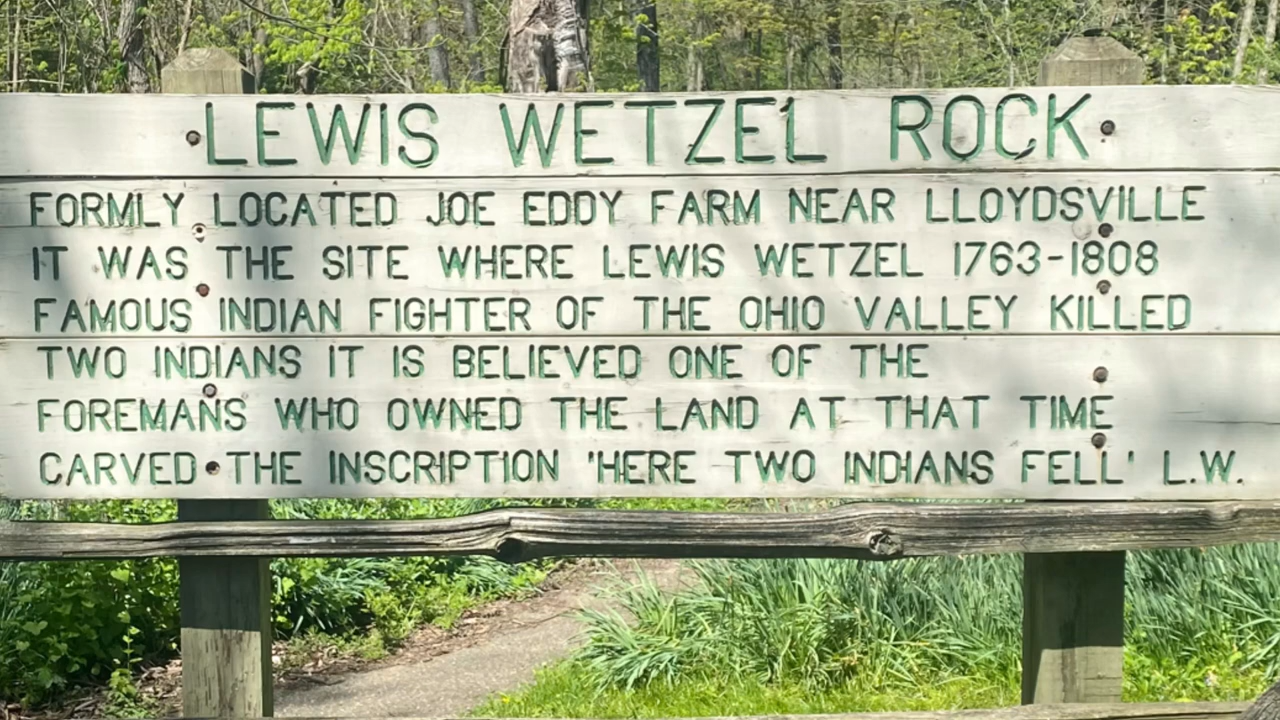 LEWIS WETZEL ROCK
FORMLY LOCATED JOE EDDY FARM NEAR LLOYDSVILLE
IT WAS THE SITE WHERE LEWIS WETZEL 1763-1808
FAMOUS INDIAN FIGHTER OF THE OHIO VALLEY KILLED
TWO INDIANS IT IS BELIEVED ONE OF THE
FOREMANS WHO OWNED THE LAND AT THAT TIME
CARVED THE INSCRIPTION 'HERE TWO INDIANS FELL' L.W.